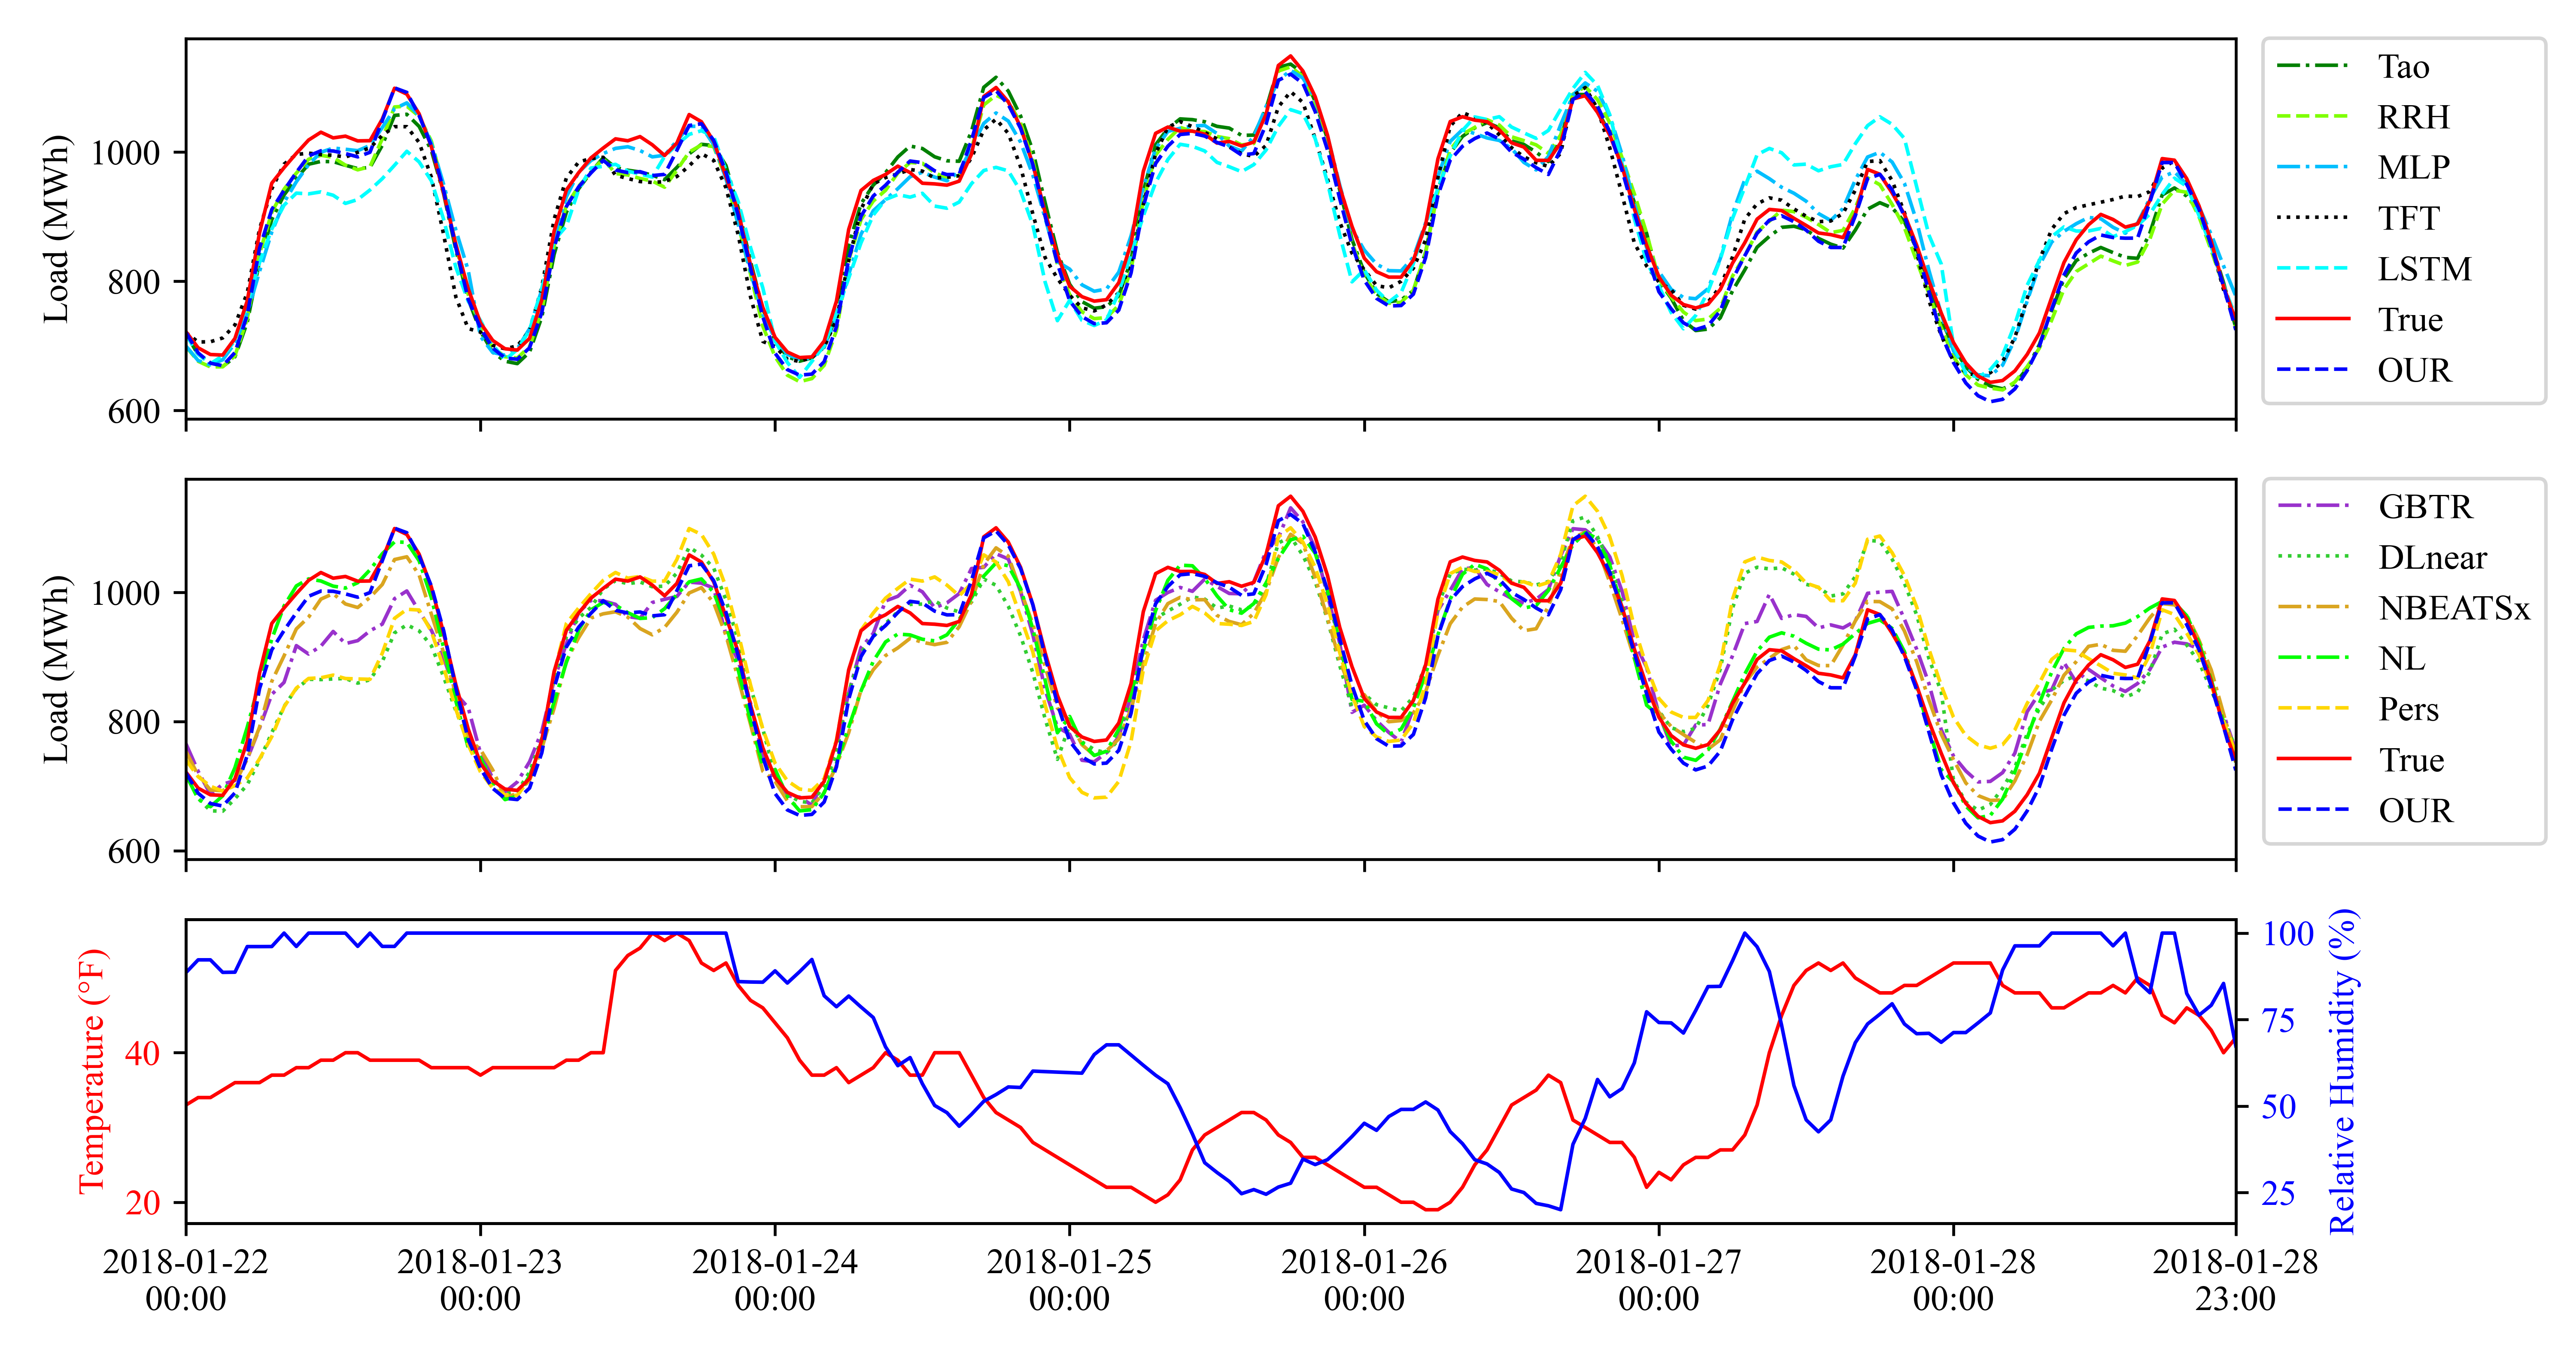 Load (MWh)
1000
800
600
Tao
RRH
MLP
TFT
LSTM
True
OUR
Load (MWh)
1000
800
600
GBTR
DLnear
NBEATSx
NL
Pers
True
OUR
Temperature (°F)
40
20
100
75
50
25
Relative Humidity (%)
2018-01-22
00:00
2018-01-23
00:00
2018-01-24
00:00
2018-01-25
00:00
2018-01-26
00:00
2018-01-27
00:00
2018-01-28
00:00
2018-01-28
23:00